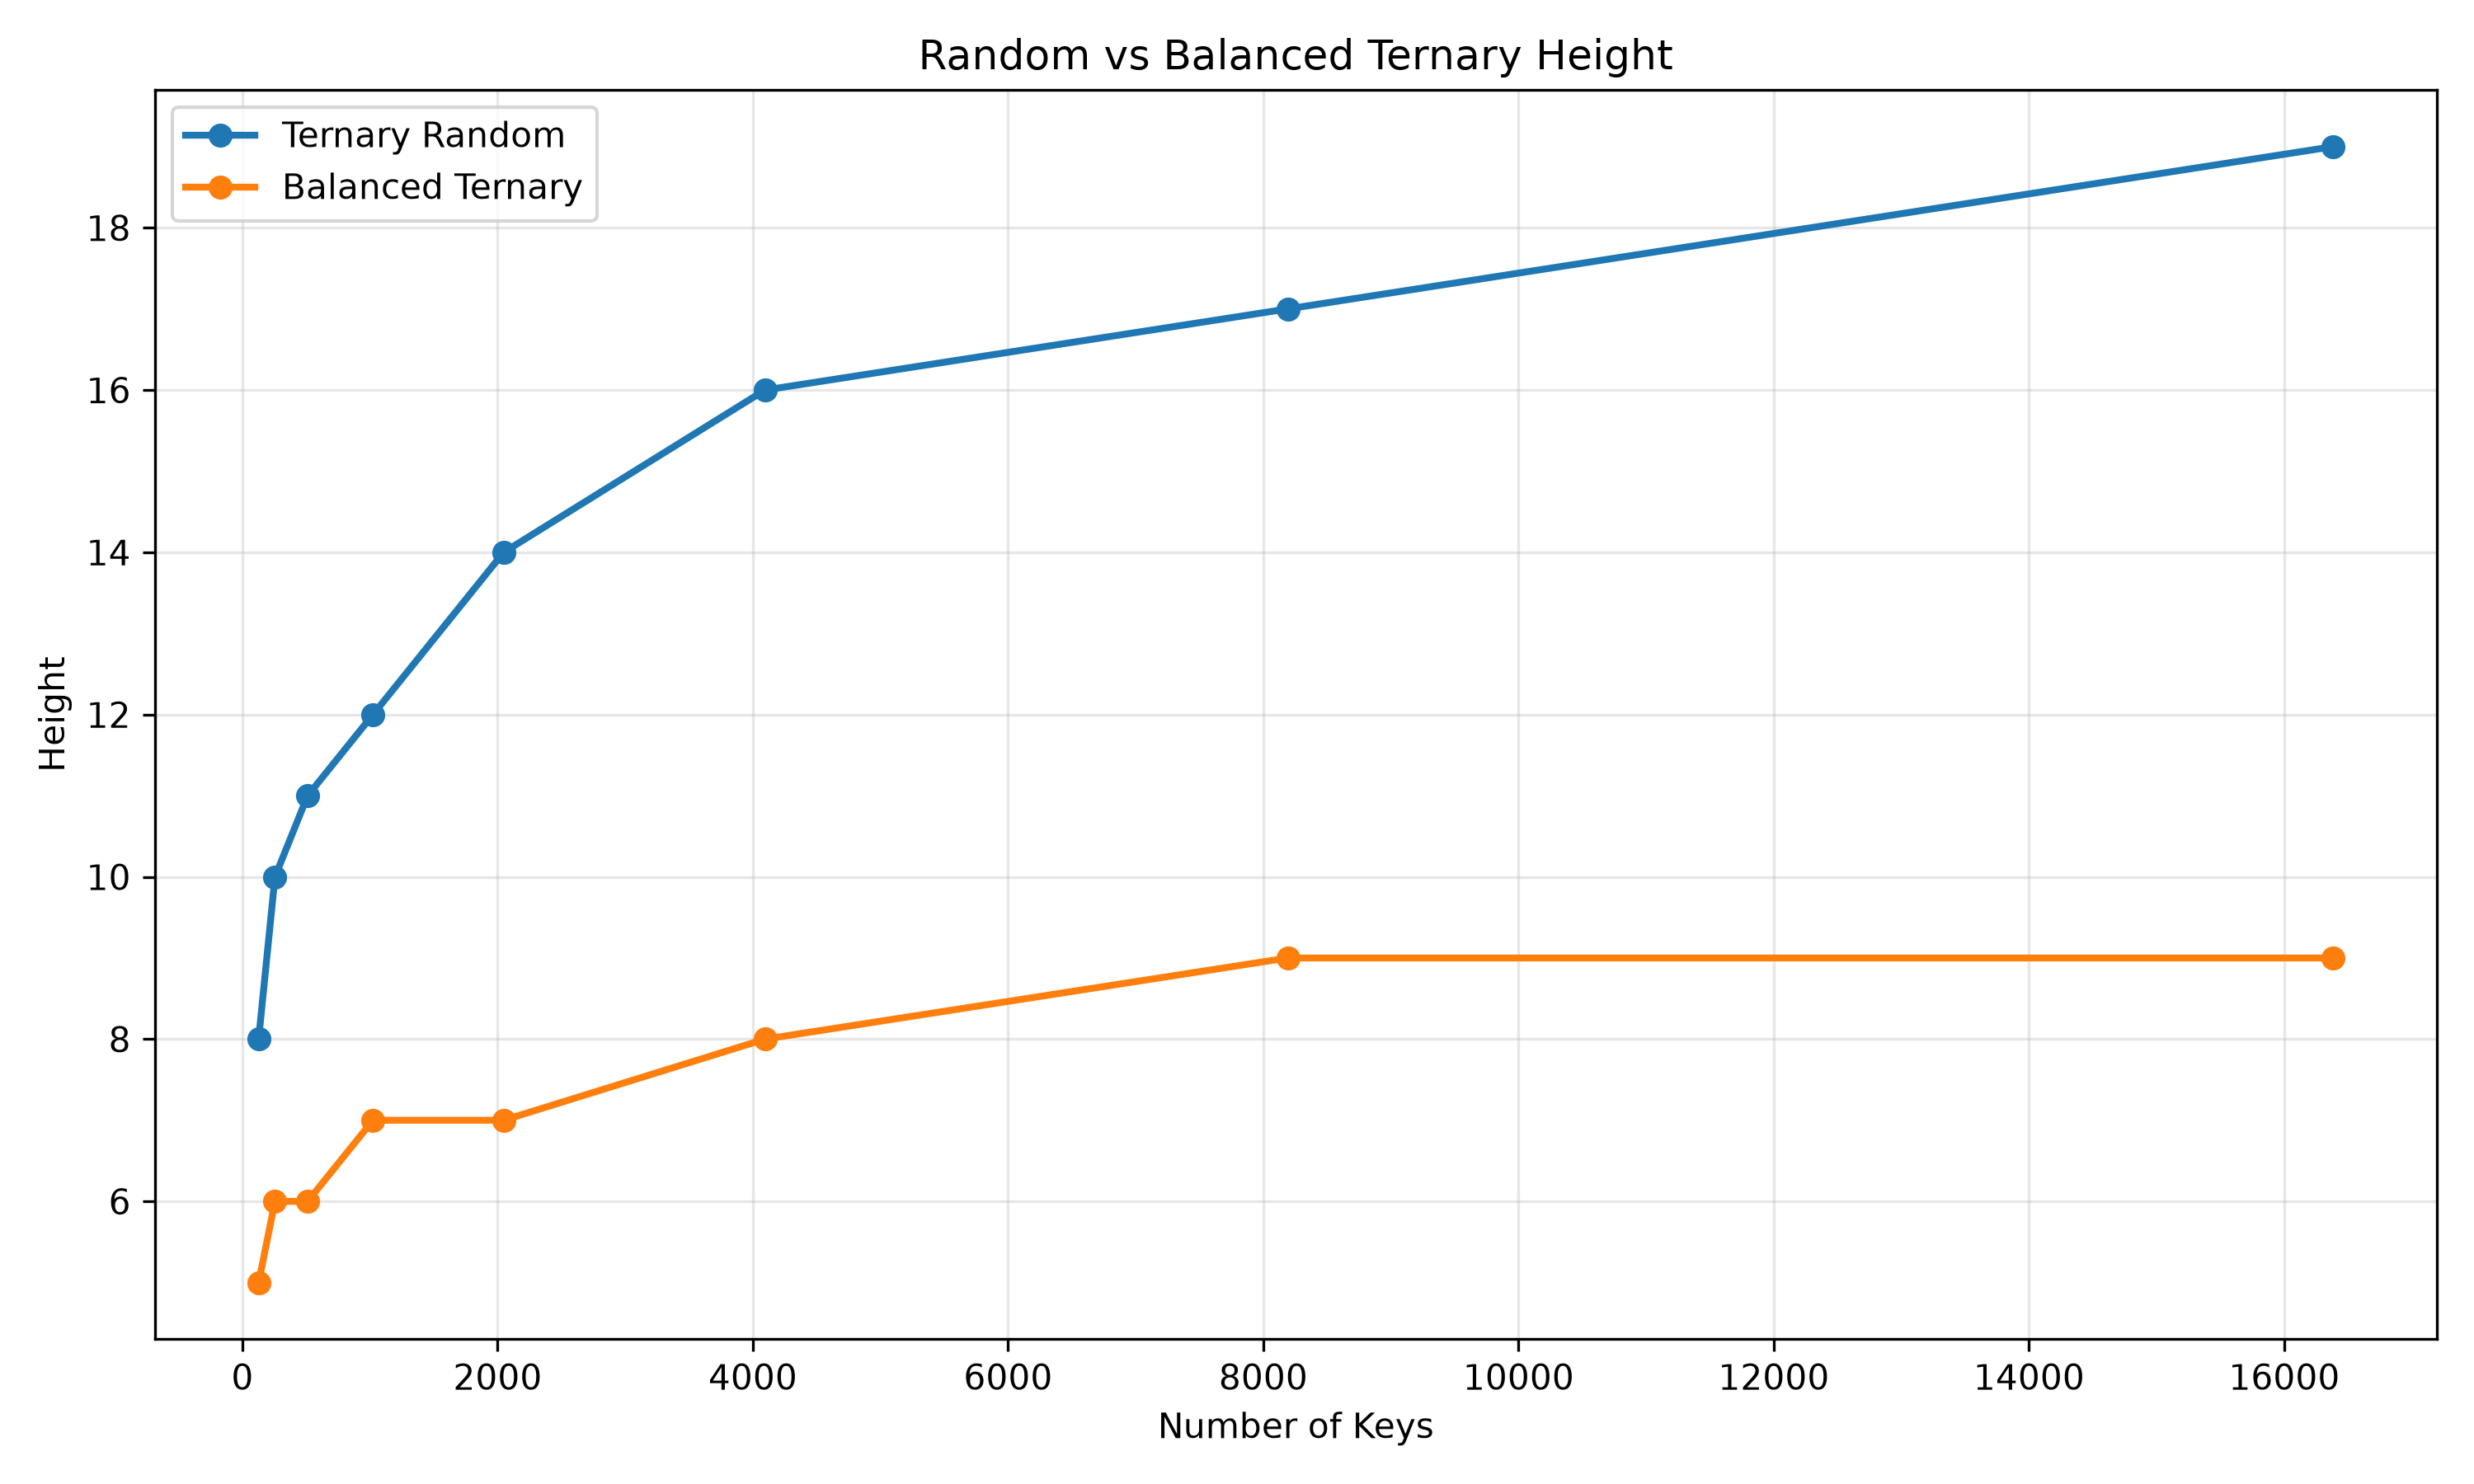 Random vs Balanced Ternary Height
Ternary Random
Balanced Ternary
18
16
14
12
10
8
6
Height
0 2000 4000 6000 8000 10000 12000 14000 16000
Number of Keys